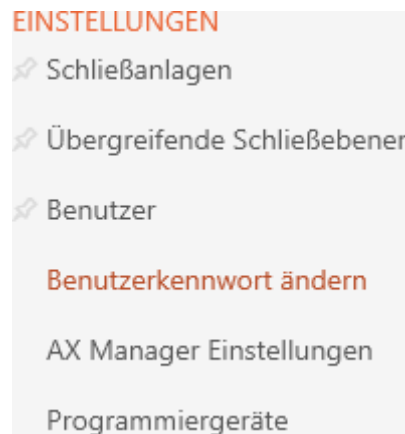 EINSTELLUNGEN
Schließanlagen
Übergreifende Schließebener
Benutzer
Benutzerkennwort ändern
AX Manager Einstellungen
Programmiergeräte